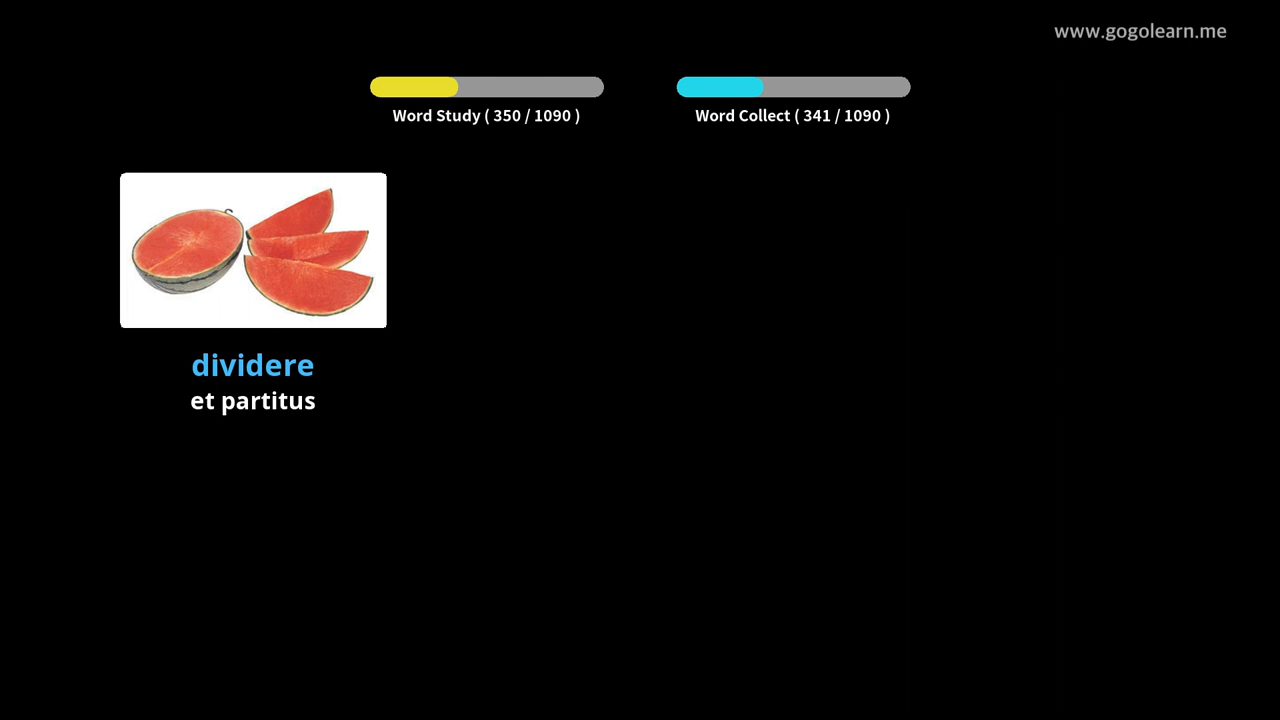 www.gogolearn.me
Word Study ( 350 / 1090 )
Word Collect ( 341 / 1090 )
dividere
et partitus